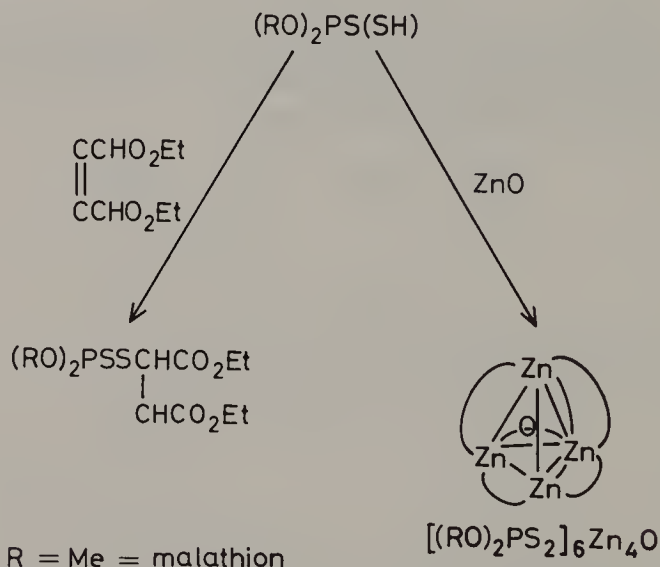 (RO)₂PS(SH)
CCHO₂Et
CCHO₂Et
ZnO
(RO)₂PSSCHCO₂Et
CHCO₂Et
Zn
O
Zn Zn
Zn
[(RO)₂PS₂]₆Zn₄O
R = Me = malathion